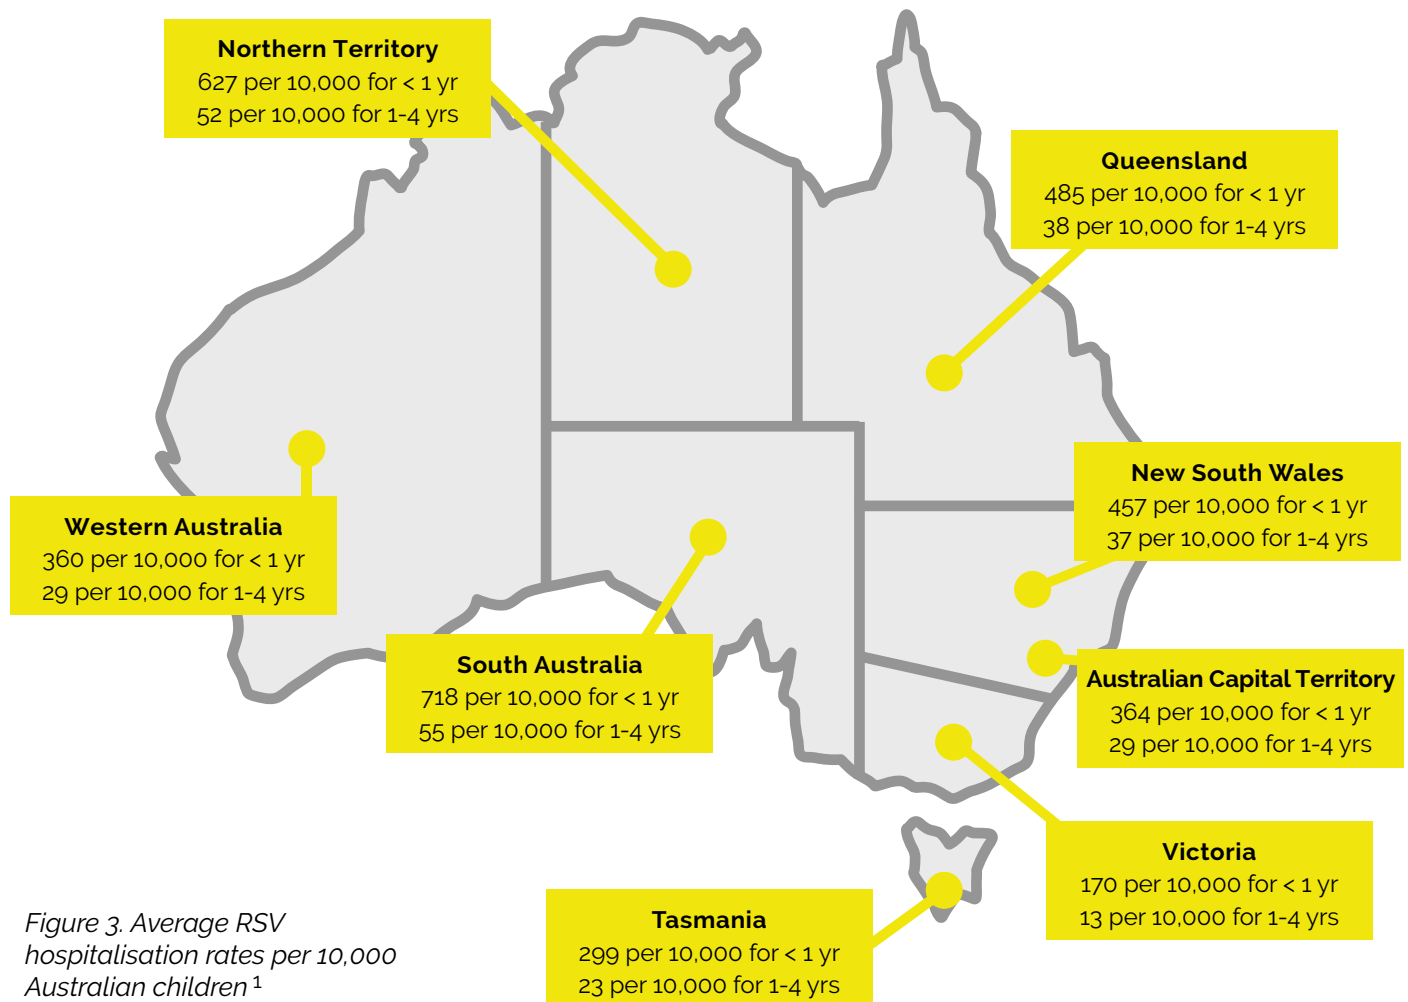 Northern Territory
627 per 10,000 for < 1 yr
52 per 10,000 for 1-4 yrs
Queensland
485 per 10,000 for < 1 yr
38 per 10,000 for 1-4 yrs
New South Wales
457 per 10,000 for < 1 yr
37 per 10,000 for 1-4 yrs
Western Australia
360 per 10,000 for < 1 yr
29 per 10,000 for 1-4 yrs
South Australia
718 per 10,000 for < 1 yr
55 per 10,000 for 1-4 yrs
Australian Capital Territory
364 per 10,000 for < 1 yr
29 per 10,000 for 1-4 yrs
Victoria
170 per 10,000 for < 1 yr
13 per 10,000 for 1-4 yrs
Tasmania
299 per 10,000 for < 1 yr
23 per 10,000 for 1-4 yrs
Figure 3. Average RSV
hospitalisation rates per 10,000
Australian children 1